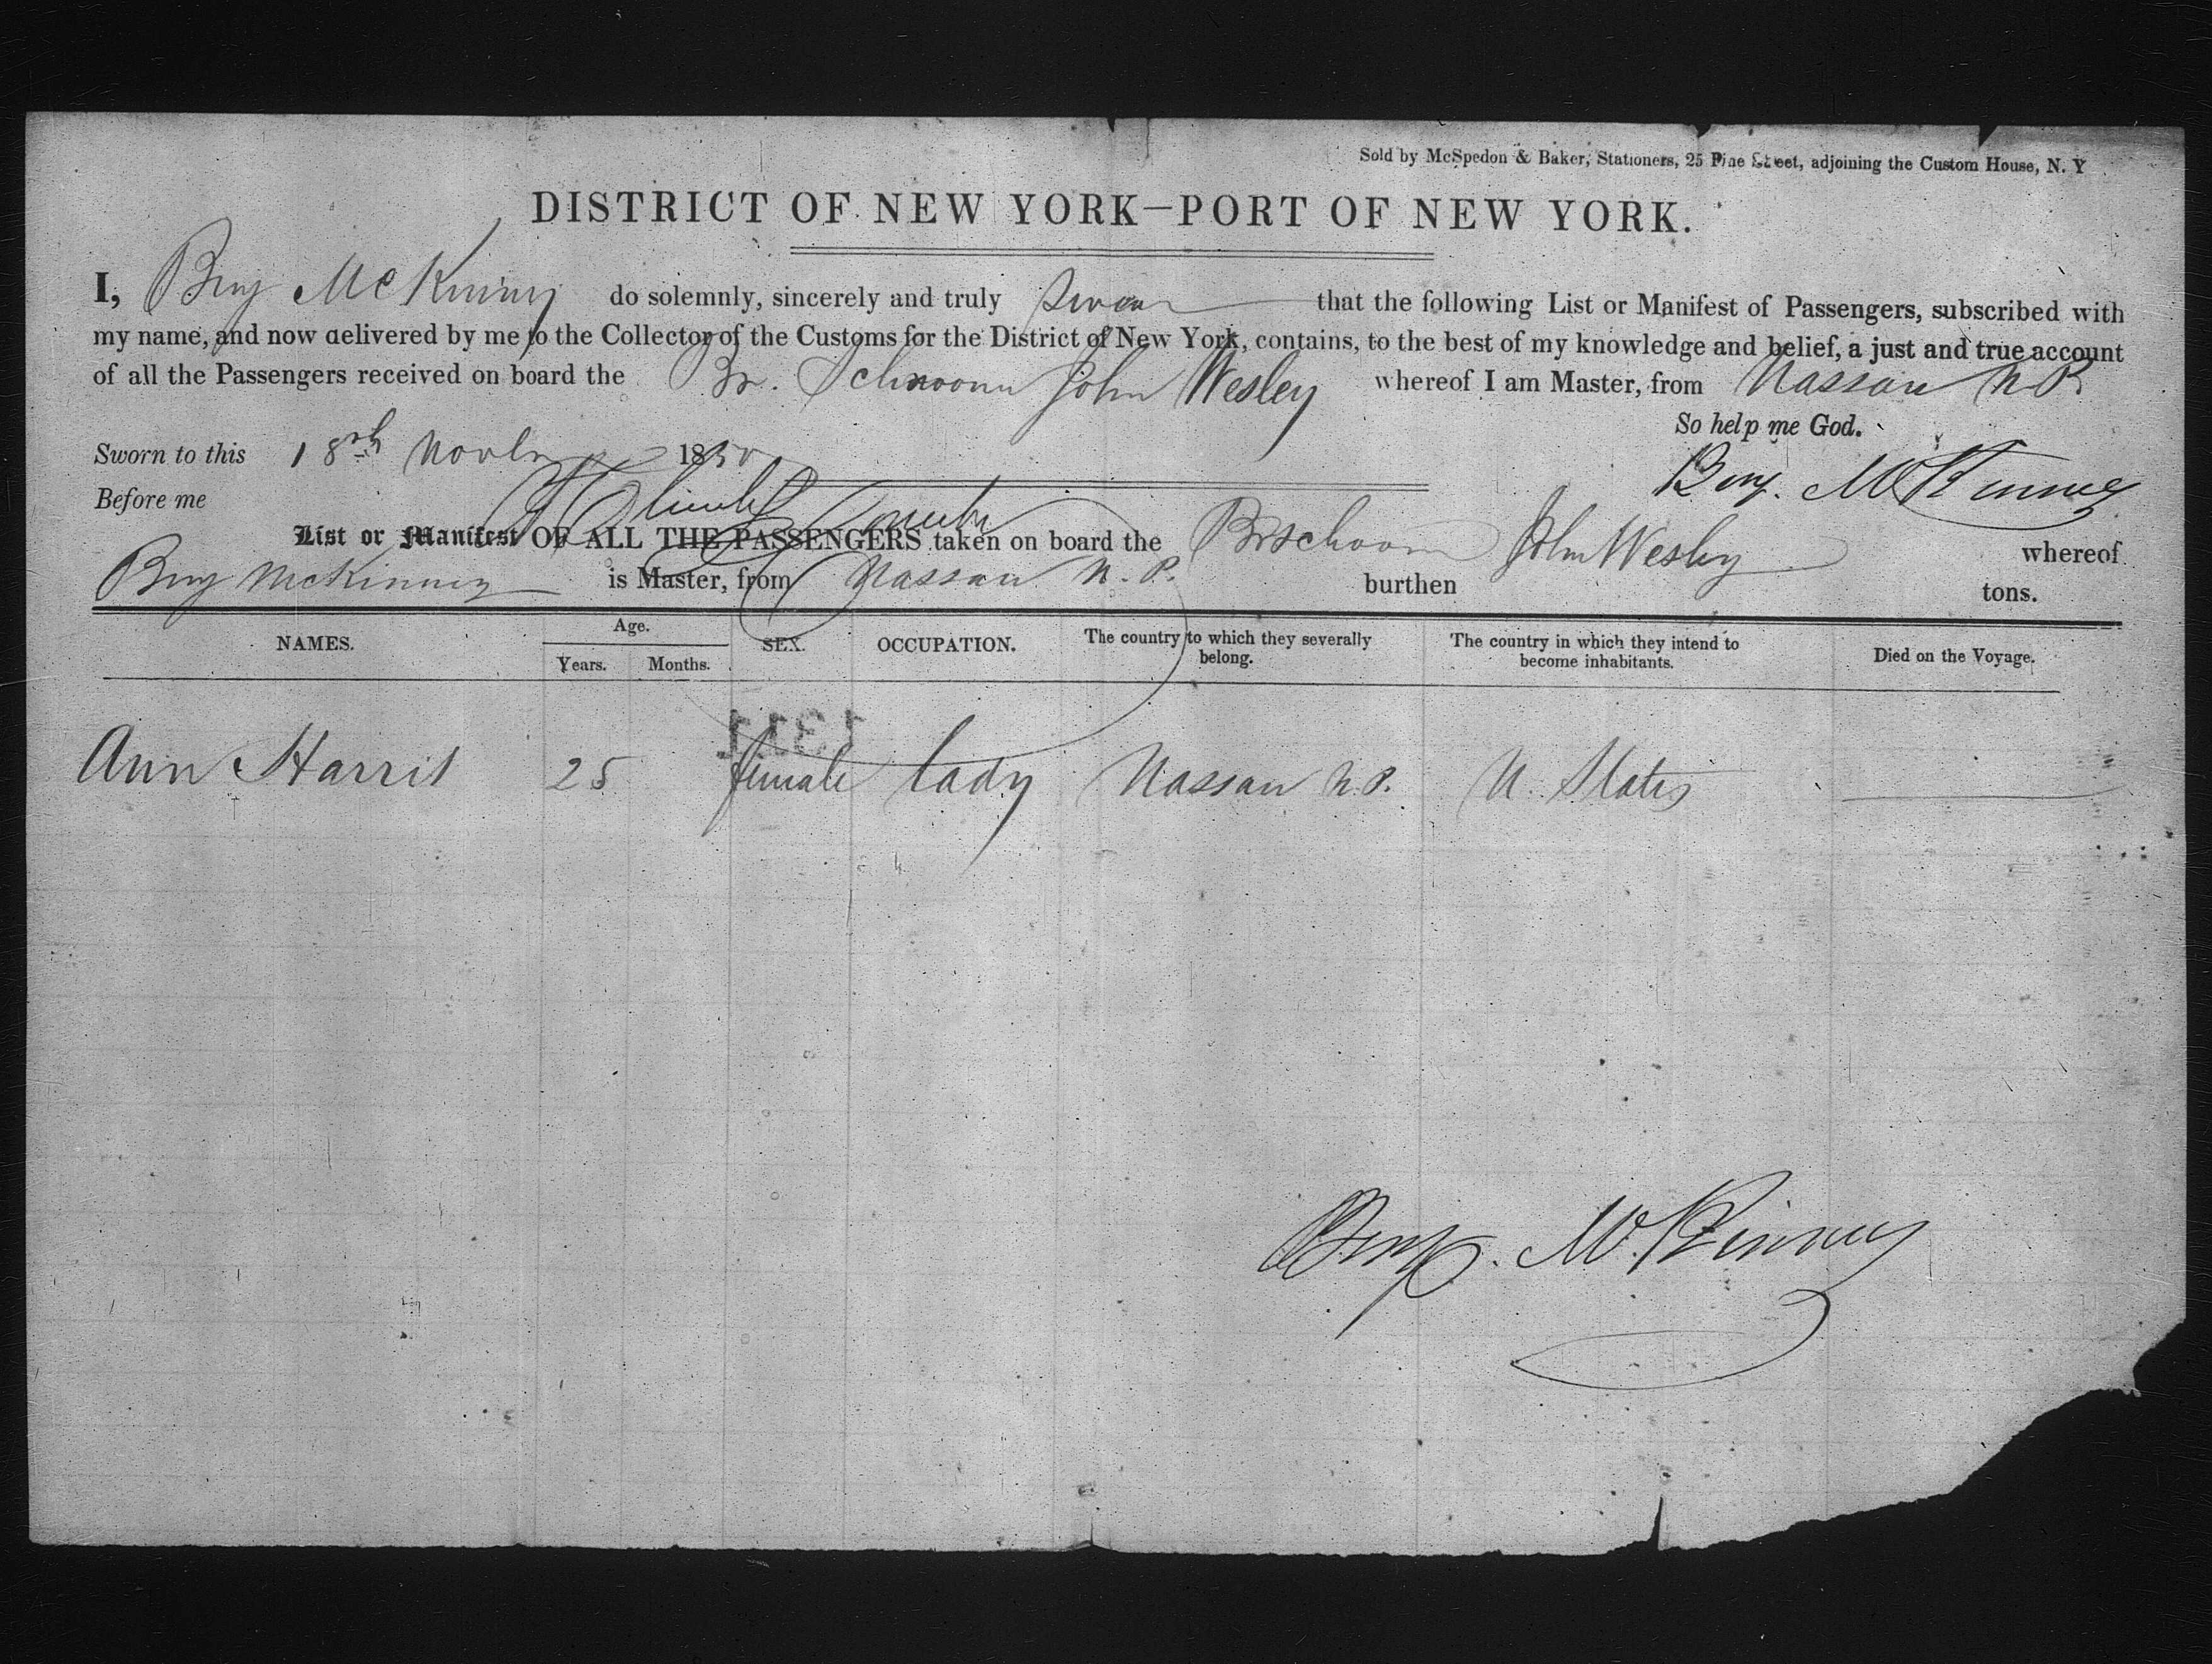 Sold by McSpedon & Baker, Stationers, 25 Pine Street, adjoining the Custom House, N. Y
DISTRICT OF NEW YORK—PORT OF NEW YORK.
I, Benj McKinney do solemnly, sincerely and truly swear that the following List or Manifest of Passengers, subscribed with
my name, and now delivered by me to the Collector of the Customs for the District of New York, contains, to the best of my knowledge and belief, a just and true account
of all the Passengers received on board the Br. Schooner John Wesley whereof I am Master, from Nassau N.P.
So help me God.
Sworn to this 18th Novbr 1850
Benj. McKinney
Before me
List or Manifest OF ALL THE PASSENGERS taken on board the Br Schoon John Wesley whereof
Benj McKinney is Master, from Nassau N. P. burthen tons.
NAMES. Age. Years. Months. SEX. OCCUPATION. The country to which they severally belong. The country in which they intend to become inhabitants. Died on the Voyage.
1311
Ann Harris 25 female lady Nassau N.P. U. States
Benj. McKinney